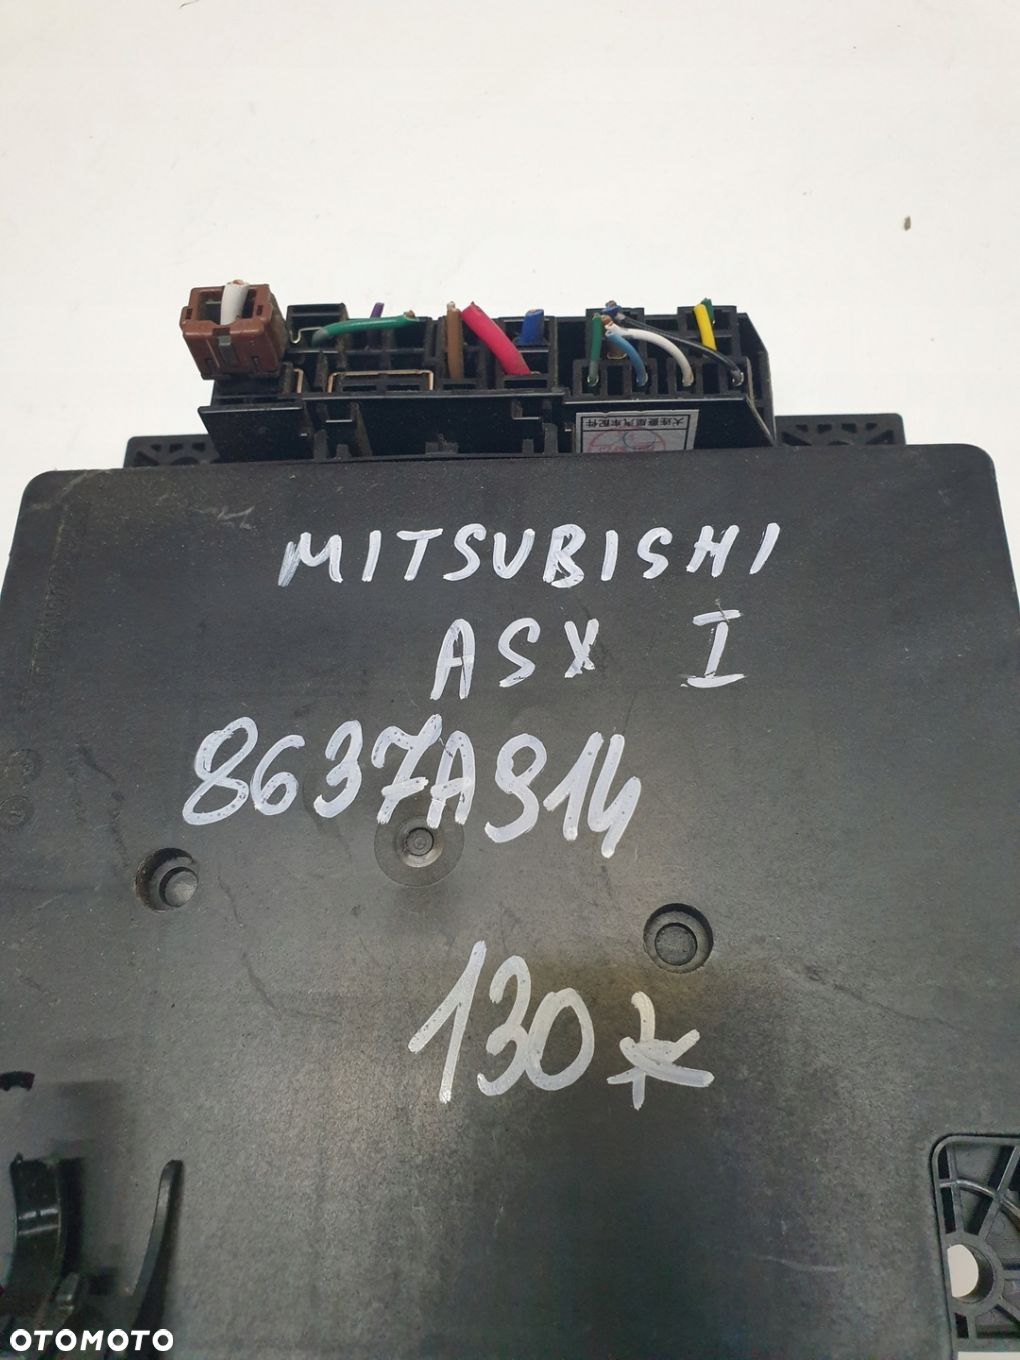 MITSUBISHI
ASX I
8637A914
130*
OTOMOTO